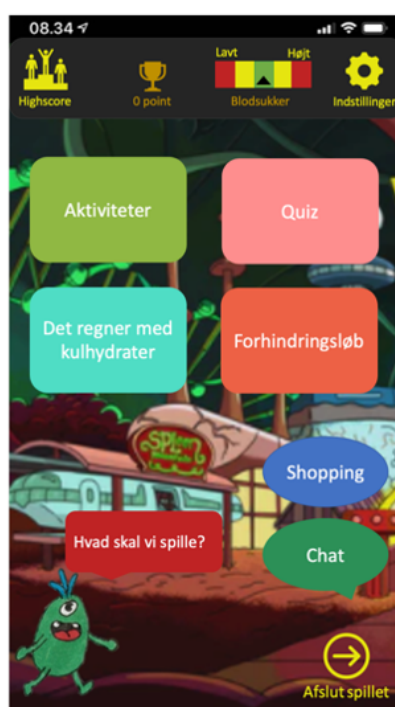 08.34
Lavt Højt
Highscore
0 point
Blodsukker
Indstillinger
Aktiviteter
Quiz
Det regner med
kulhydrater
Forhindringsløb
Spleen
Shopping
Hvad skal vi spille?
Chat
Afslut spillet